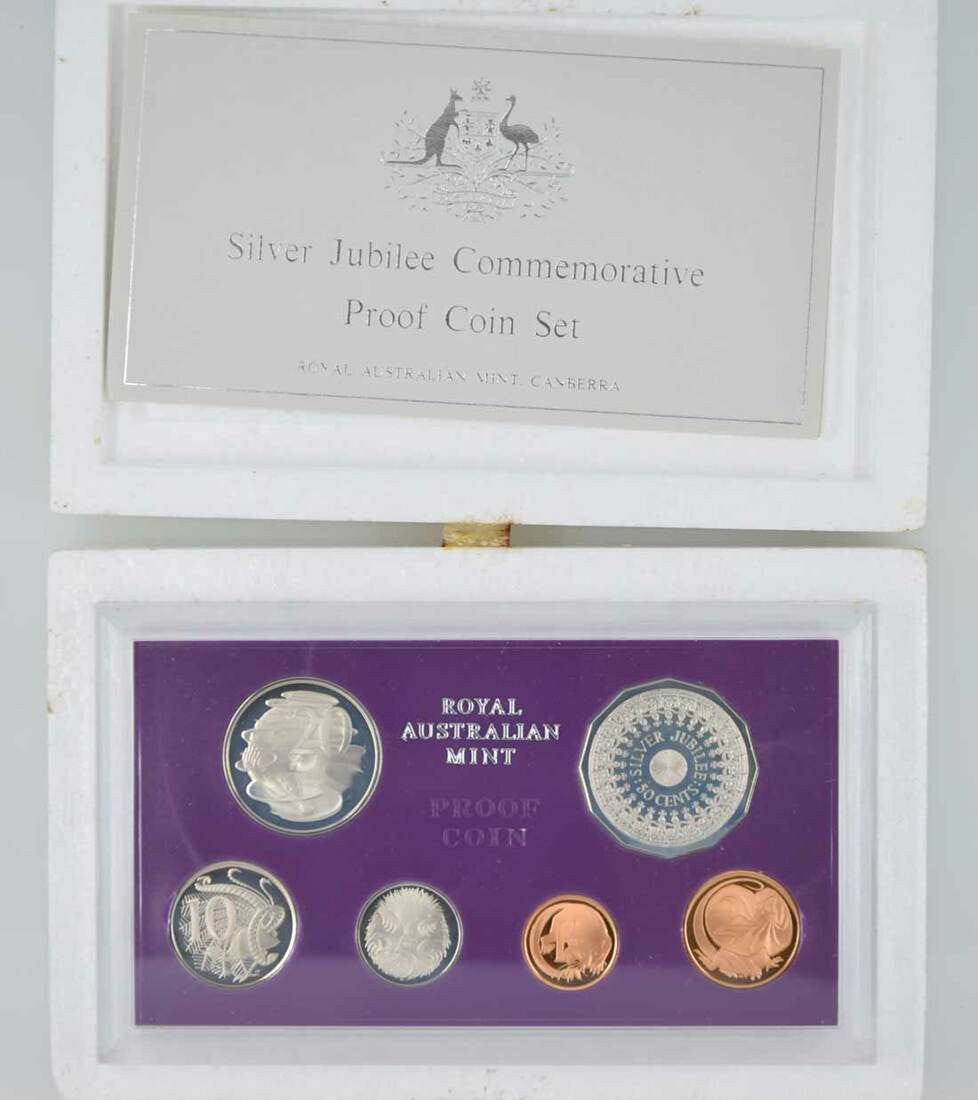 Silver Jubilee Commemorative
Proof Coin Set
ROYAL AUSTRALIAN MINT, CANBERRA
ROYAL
AUSTRALIAN
MINT
PROOF
COIN
SILVER JUBILEE
50 CENTS
10
2